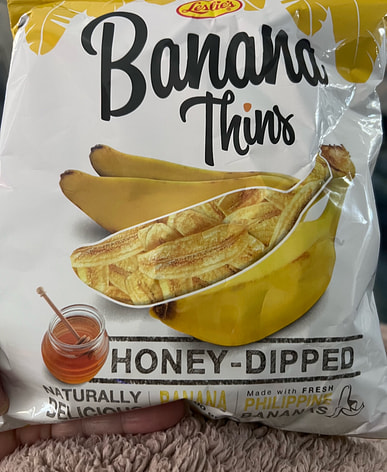 Leslie's
Banana
Thins
HONEY-DIPPED
NATURALLY
DELICIOUS
BANANA
Made with FRESH
PHILIPPINE
BANANAS